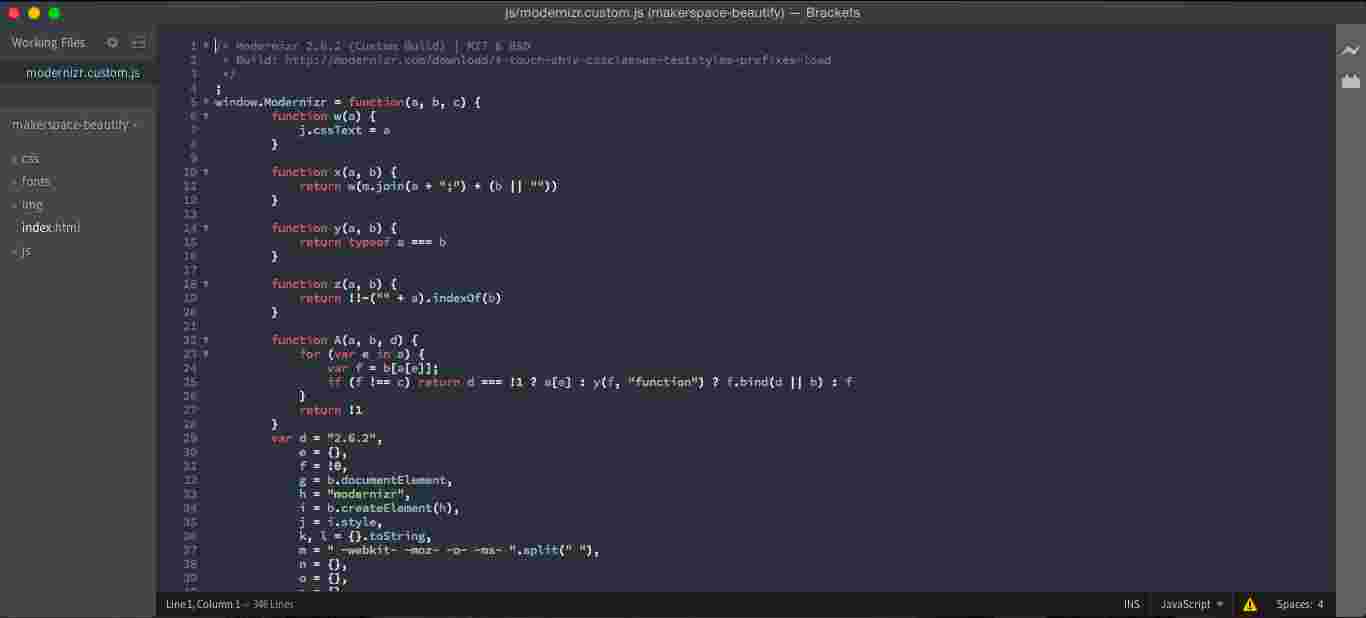 js/modernizr.custom.js (makerspace-beautify) — Brackets
Working Files
modernizr.custom.js
makerspace-beautify
css
fonts
img
index.html
js
1 /* Modernizr 2.6.2 (Custom Build) | MIT & BSD
2 * Build: http://modernizr.com/download/#-touch-shiv-cssclasses-teststyles-prefixes-load
3 */
4 ;
5 window.Modernizr = function(a, b, c) {
6 function w(a) {
7 j.cssText = a
8 }
9
10 function x(a, b) {
11 return w(m.join(a + ";") + (b || ""))
12 }
13
14 function y(a, b) {
15 return typeof a === b
16 }
17
18 function z(a, b) {
19 return !!~("" + a).indexOf(b)
20 }
21
22 function A(a, b, d) {
23 for (var e in a) {
24 var f = b[a[e]];
25 if (f !== c) return d === !1 ? a[e] : y(f, "function") ? f.bind(d || b) : f
26 }
27 return !1
28 }
29 var d = "2.6.2",
30 e = {},
31 f = !0,
32 g = b.documentElement,
33 h = "modernizr",
34 i = b.createElement(h),
35 j = i.style,
36 k, l = {}.toString,
37 m = " -webkit- -moz- -o- -ms- ".split(" "),
38 n = {},
39 o = {},
Line 1, Column 1 — 346 Lines
INS JavaScript Spaces: 4